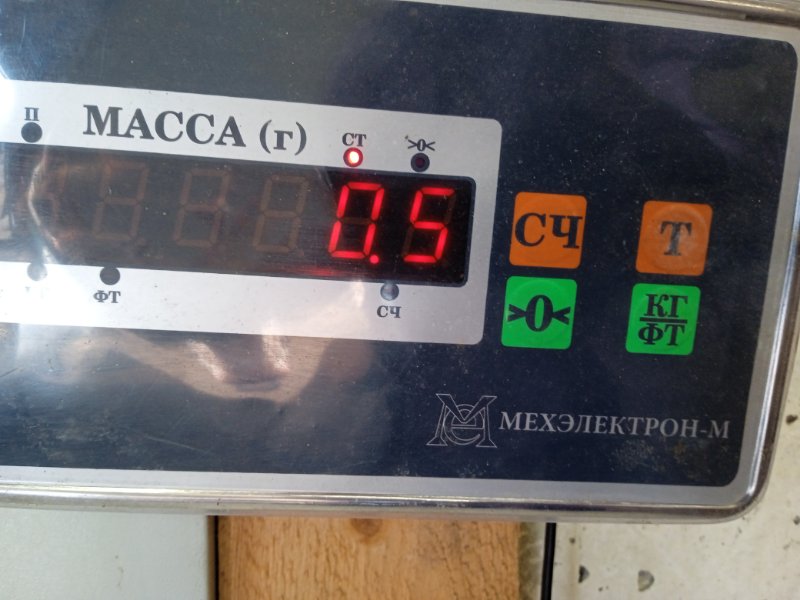 П
МАССА (г)
СТ
>0<
0.5
ФТ
СЧ
СЧ
Т
>0<
КГ
ФТ
МЕХЭЛЕКТРОН-М